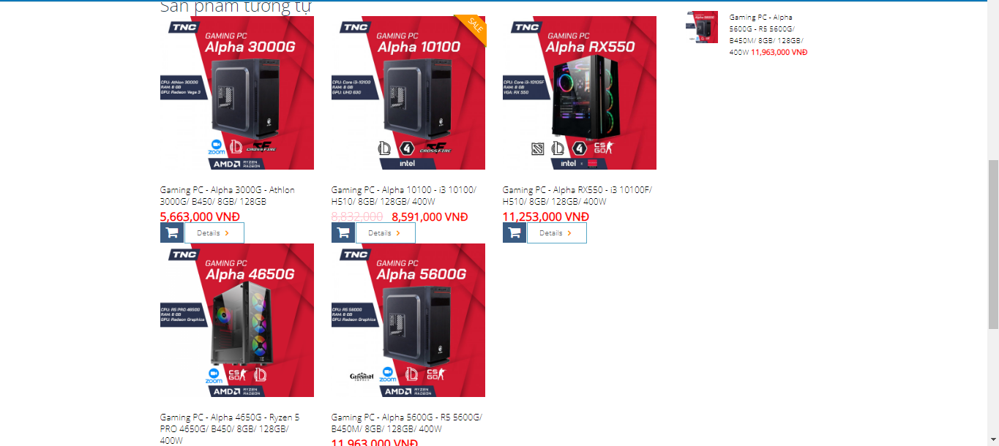 Sản phẩm tương tự
TNC
GAMING PC
Alpha 3000G
CPU: Athlon 3000G
RAM: 8 GB
GPU: Radeon Vega 3
zoom
CROSSFIRE
AMD RYZEN
RADEON
SALE
TNC
GAMING PC
Alpha 10100
CPU: Core i3-10100
RAM: 8 GB
GPU: UHD 630
4
CROSSFIRE
intel
TNC
GAMING PC
Alpha RX550
CPU: Core i3-10105F
RAM: 8 GB
VGA: RX 550
4
CS
GO
intel
Gaming PC - Alpha
5600G - R5 5600G/
B450M/ 8GB/ 128GB/
400W 11,963,000 VNĐ
Gaming PC - Alpha 3000G - Athlon
3000G/ B450/ 8GB/ 128GB
5,663,000 VNĐ
Details
Gaming PC - Alpha 10100 - i3 10100/
H510/ 8GB/ 128GB/ 400W
8,832,000 8,591,000 VNĐ
Details
Gaming PC - Alpha RX550 - i3 10100F/
H510/ 8GB/ 128GB/ 400W
11,253,000 VNĐ
Details
TNC
GAMING PC
Alpha 4650G
CPU: R5 PRO 4650G
RAM: 8 GB
GPU: Radeon Graphics
zoom
CS
GO
AMD RYZEN
RADEON
TNC
GAMING PC
Alpha 5600G
CPU: R5 5600G
RAM: 8 GB
GPU: Radeon Graphics
GENSHIN
IMPACT
zoom
CS
GO
AMD RYZEN
RADEON
Gaming PC - Alpha 4650G - Ryzen 5
PRO 4650G/ B450/ 8GB/ 128GB/
400W
Gaming PC - Alpha 5600G - R5 5600G/
B450M/ 8GB/ 128GB/ 400W
11,963,000 VNĐ